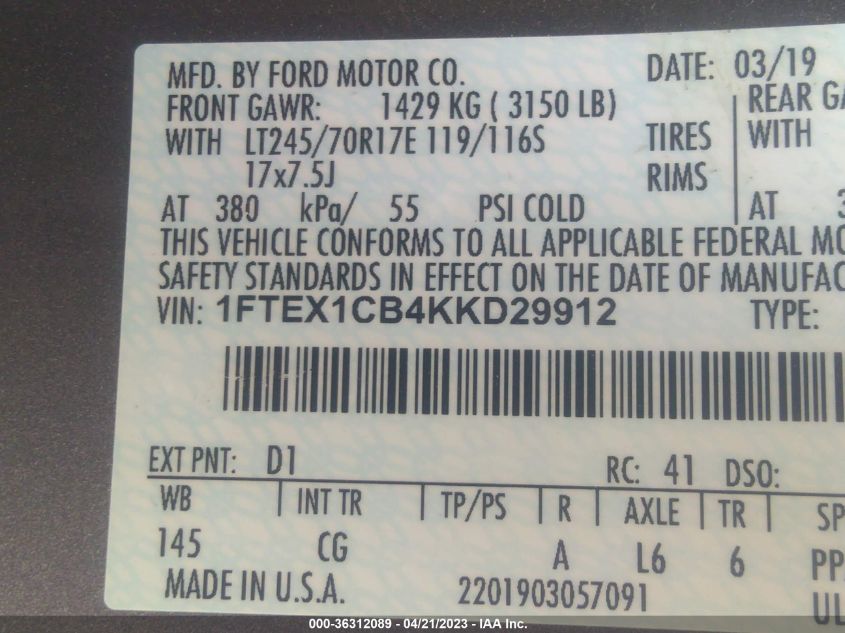 MFD. BY FORD MOTOR CO. DATE: 03/19
FRONT GAWR: 1429 KG ( 3150 LB) REAR
WITH LT245/70R17E 119/116S TIRES WITH
17x7.5J RIMS
AT 380 kPa/ 55 PSI COLD AT
THIS VEHICLE CONFORMS TO ALL APPLICABLE FEDERAL
SAFETY STANDARDS IN EFFECT ON THE DATE OF
VIN: 1FTEX1CB4KKD29912 TYPE:
EXT PNT: D1 RC: 41 DSO:
WB INT TR TP/PS R AXLE TR
145 CG A L6 6
MADE IN U.S.A. 2201903057091
000-36312089 - 04/21/2023 - IAA Inc.